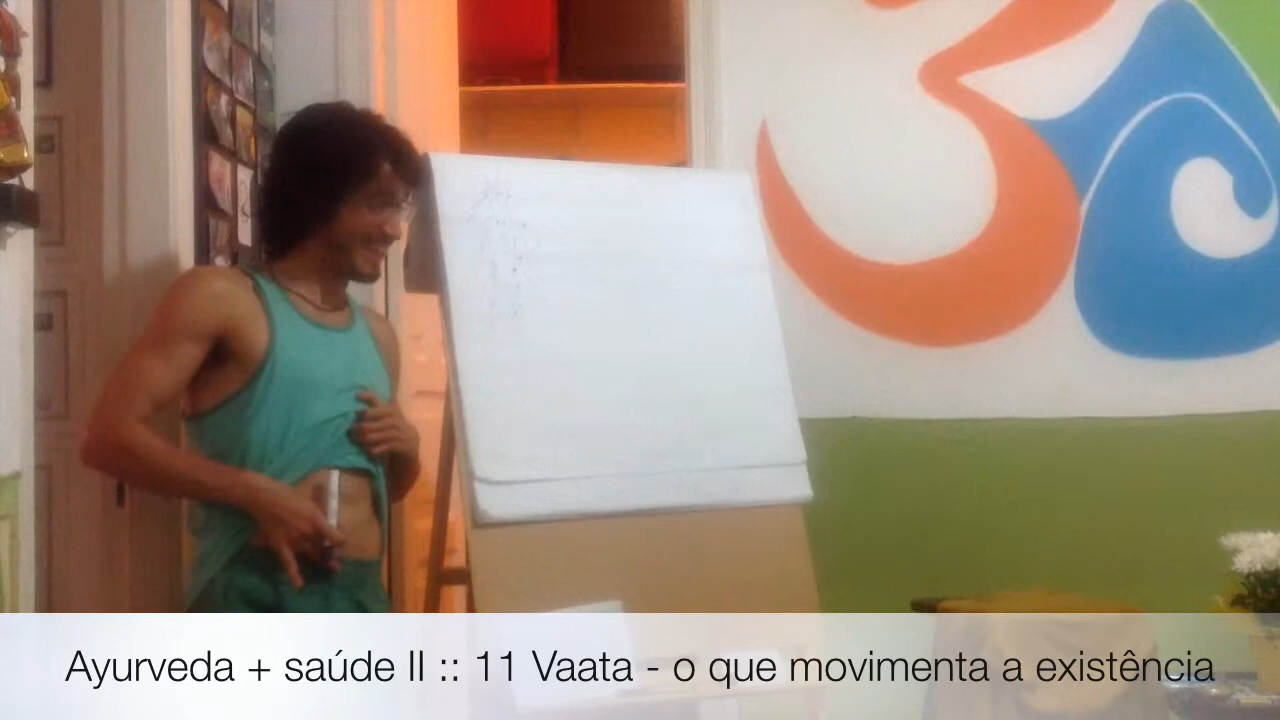 Ayurveda + saúde II :: 11 Vaata - o que movimenta a existência